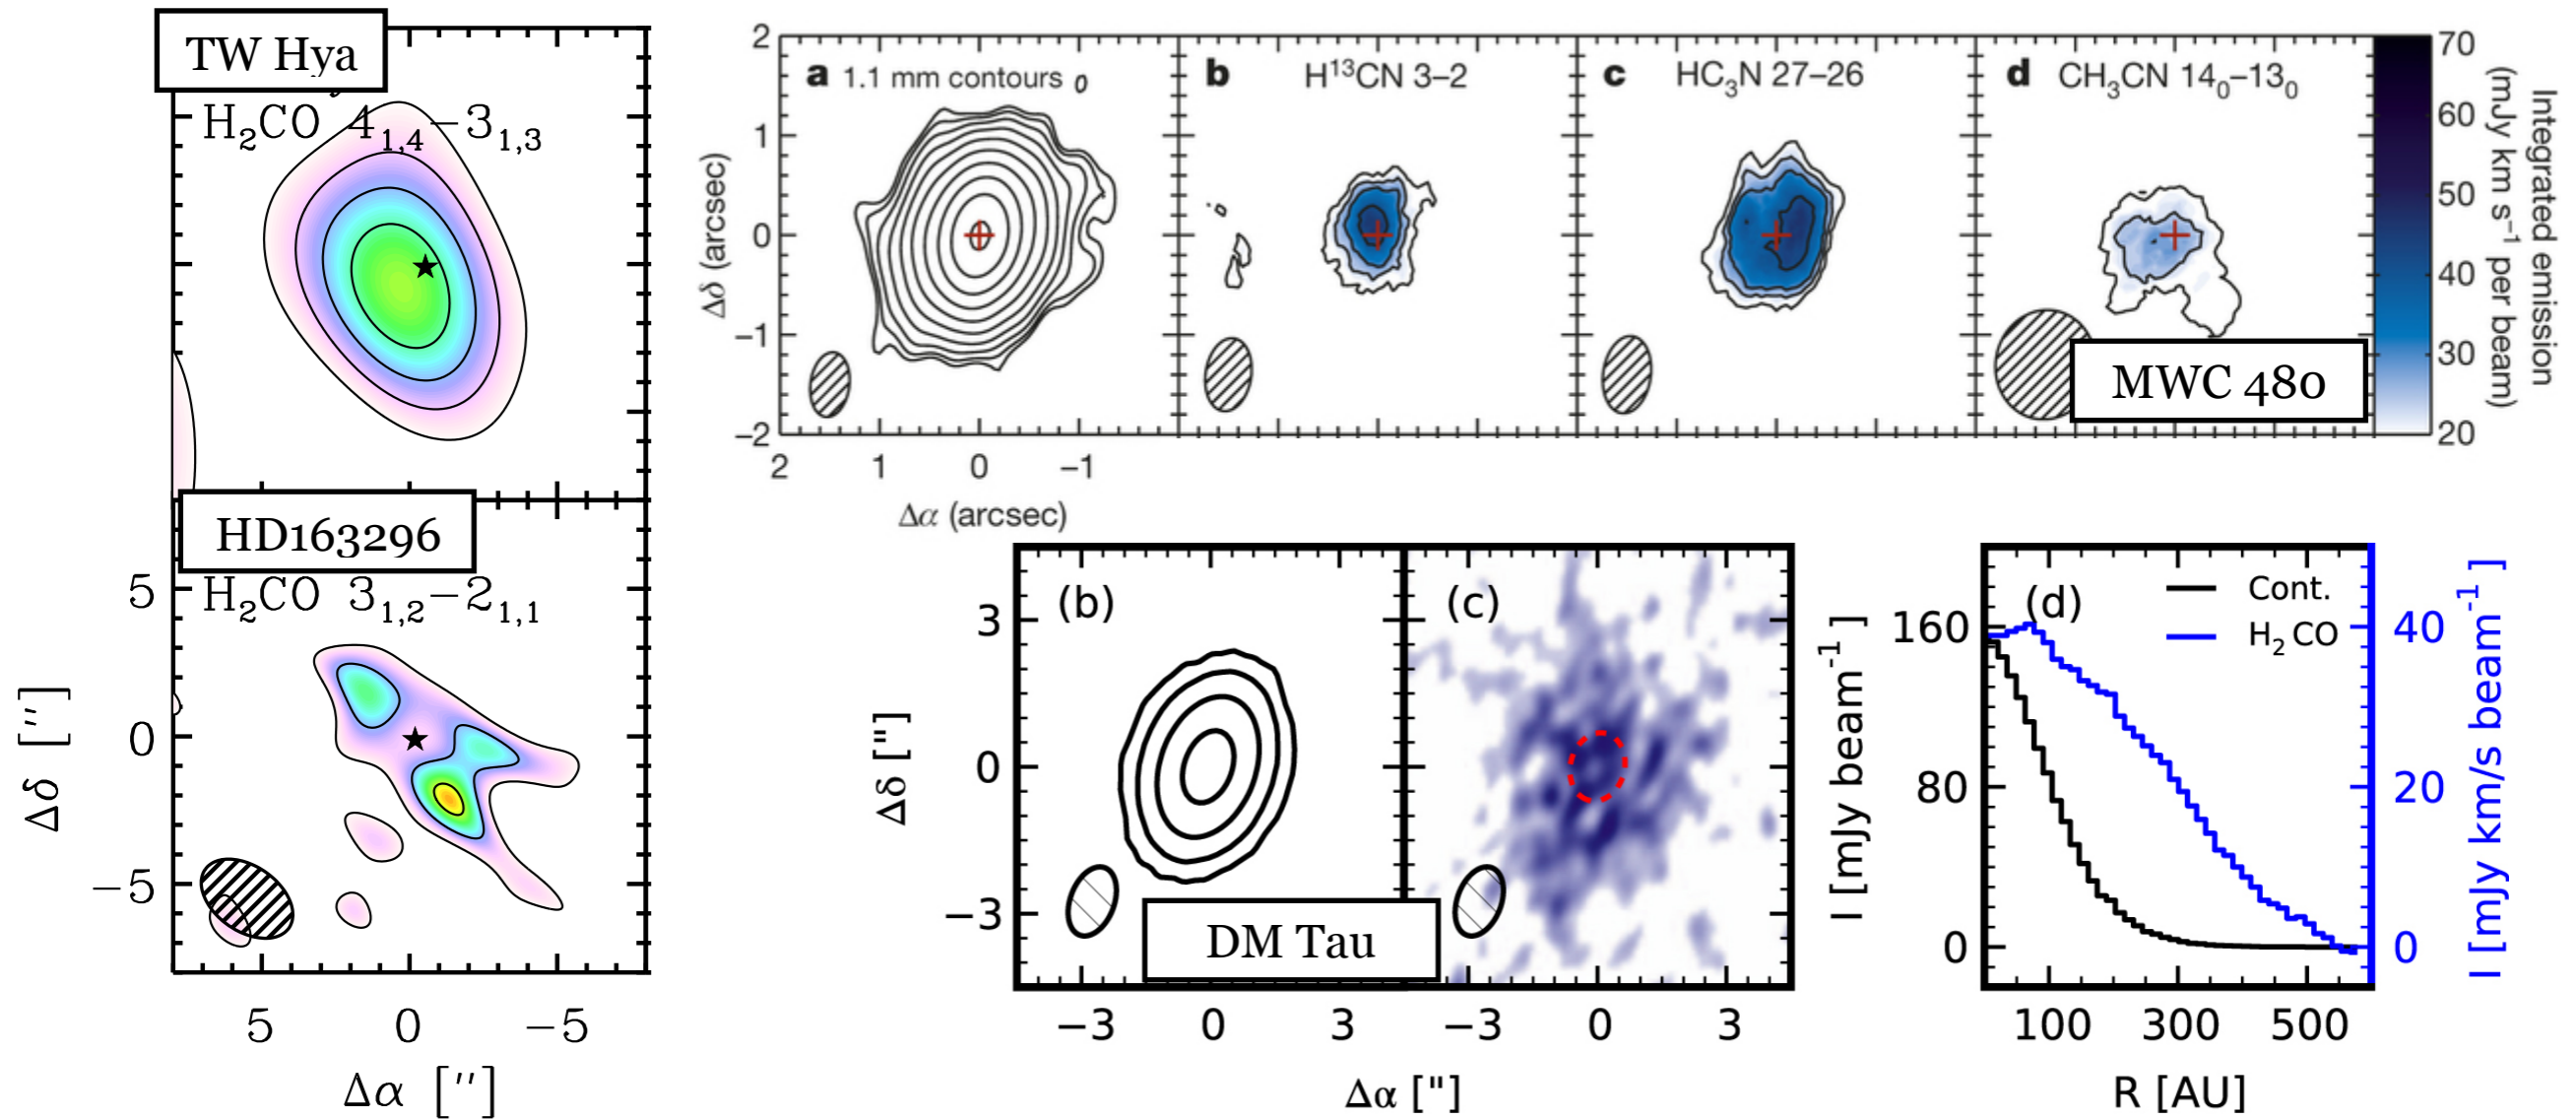 TW Hya
H₂CO 4₁,₄−3₁,₃
HD163296
H₂CO 3₁,₂−2₁,₁
5
0
−5
Δδ ['']
5 0 −5
Δα ['']
a 1.1 mm contours
b H¹³CN 3–2
c HC₃N 27–26
d CH₃CN 14₀–13₀
2
1
0
−1
−2
Δδ (arcsec)
2 1 0 −1
Δα (arcsec)
MWC 480
70
60
50
40
30
20
Integrated emission
(mJy km s⁻¹ per beam)
(b)
(c)
3
0
−3
Δδ ["]
DM Tau
−3 0 3
−3 0 3
Δα ["]
(d)
Cont.
H₂CO
160
80
0
I [mJy beam⁻¹]
40
20
0
I [mJy km/s beam⁻¹]
100 300 500
R [AU]